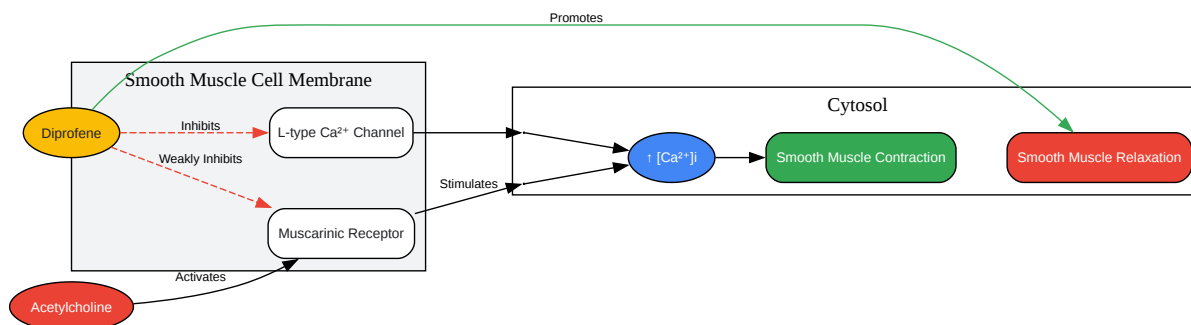 Promotes
Smooth Muscle Cell Membrane
Cytosol
Diprofene
Inhibits
L-type Ca²⁺ Channel
Weakly Inhibits
↑ [Ca²⁺]i
Smooth Muscle Contraction
Smooth Muscle Relaxation
Stimulates
Muscarinic Receptor
Activates
Acetylcholine